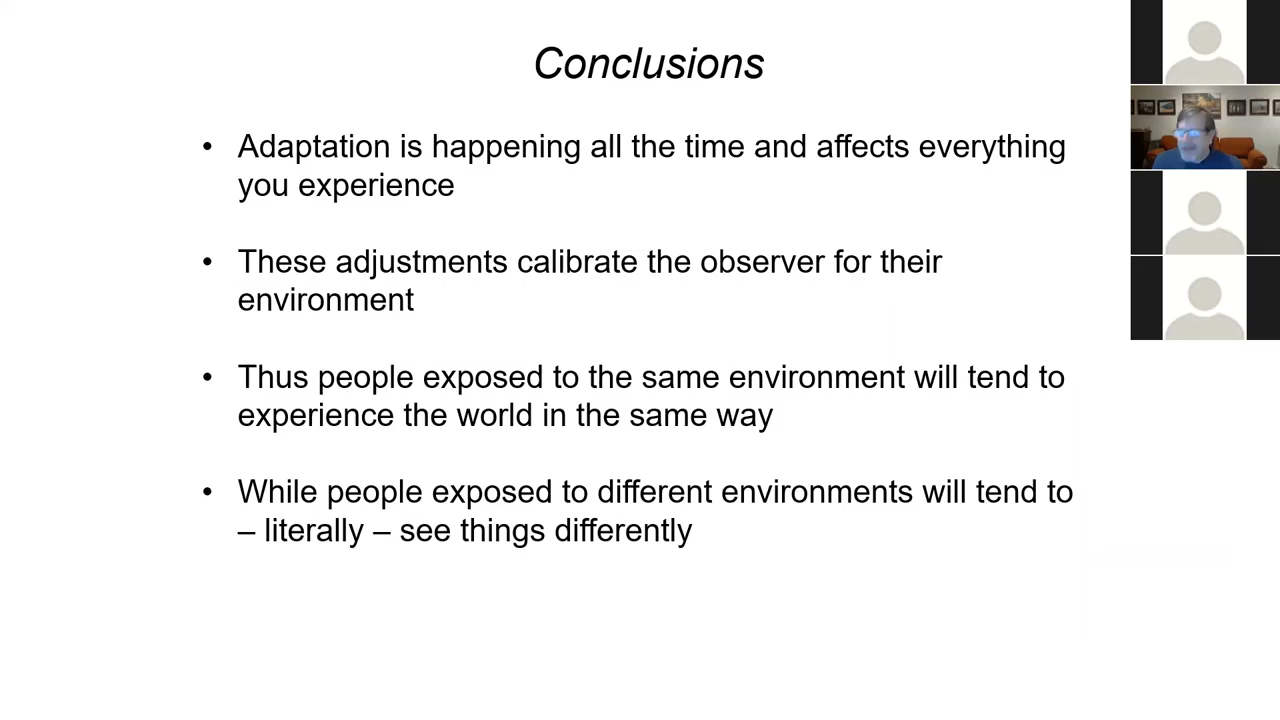 Conclusions
• Adaptation is happening all the time and affects everything
you experience
• These adjustments calibrate the observer for their
environment
• Thus people exposed to the same environment will tend to
experience the world in the same way
• While people exposed to different environments will tend to
– literally – see things differently